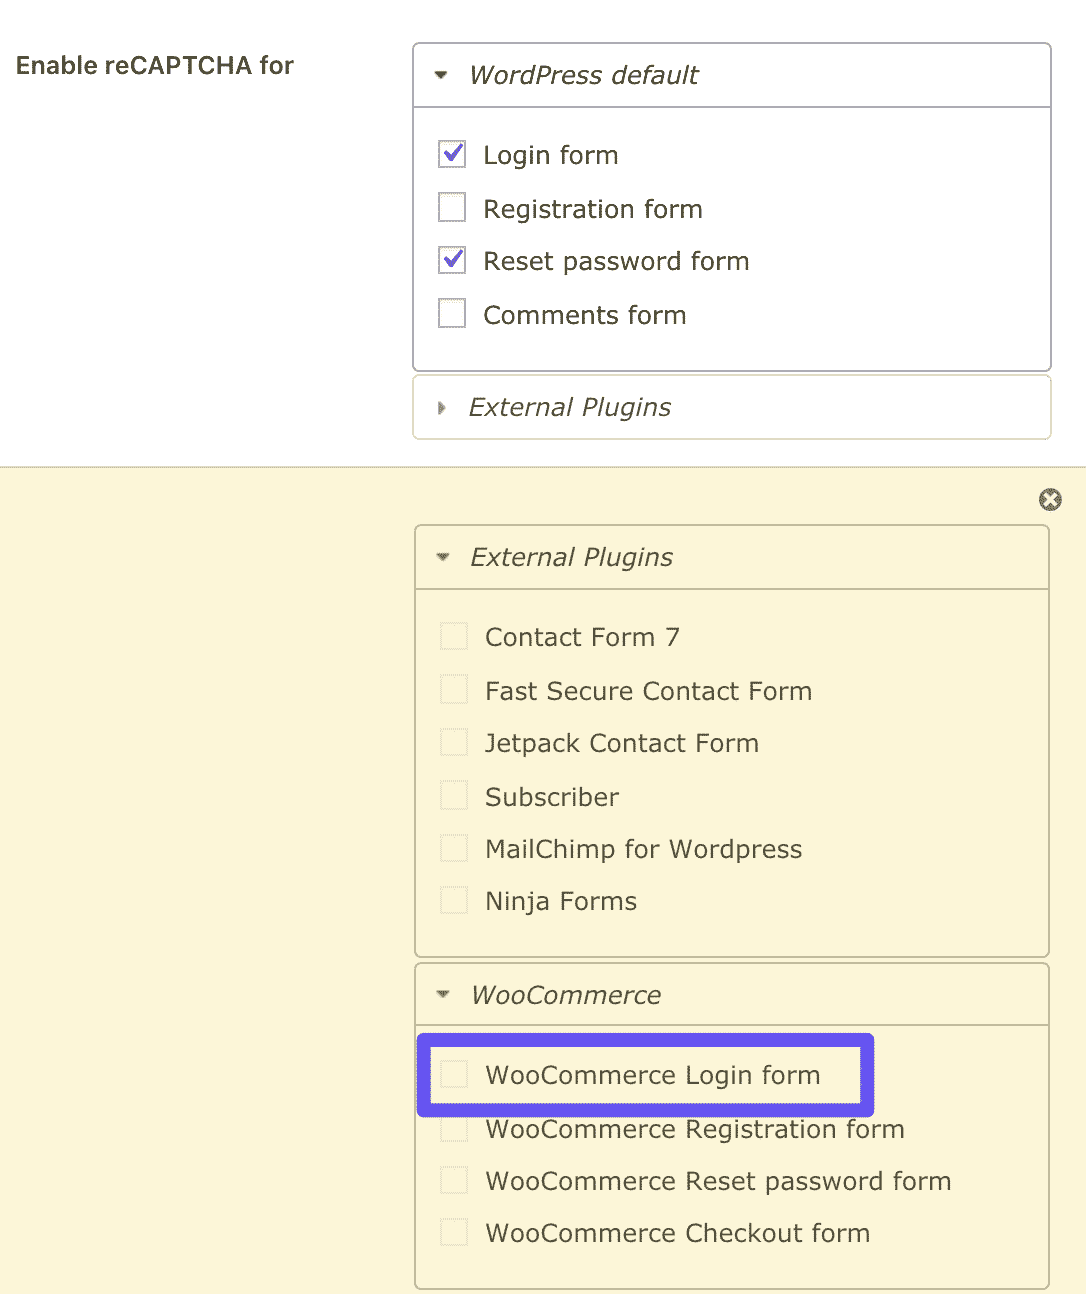 Enable reCAPTCHA for
WordPress default
Login form
Registration form
Reset password form
Comments form
External Plugins
External Plugins
Contact Form 7
Fast Secure Contact Form
Jetpack Contact Form
Subscriber
MailChimp for Wordpress
Ninja Forms
WooCommerce
WooCommerce Login form
WooCommerce Registration form
WooCommerce Reset password form
WooCommerce Checkout form